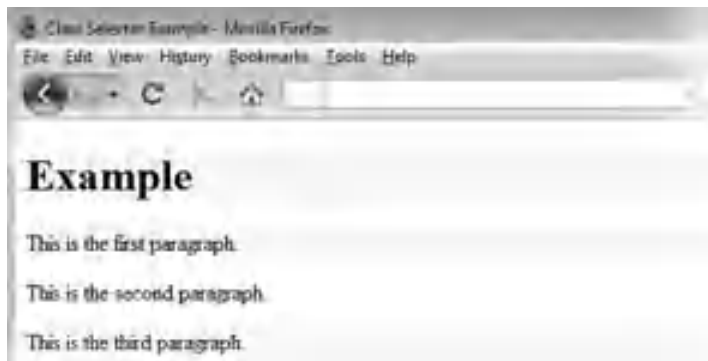 Class Selector Example - Mozilla Firefox
File Edit View History Bookmarks Tools Help
Example
This is the first paragraph.
This is the second paragraph.
This is the third paragraph.